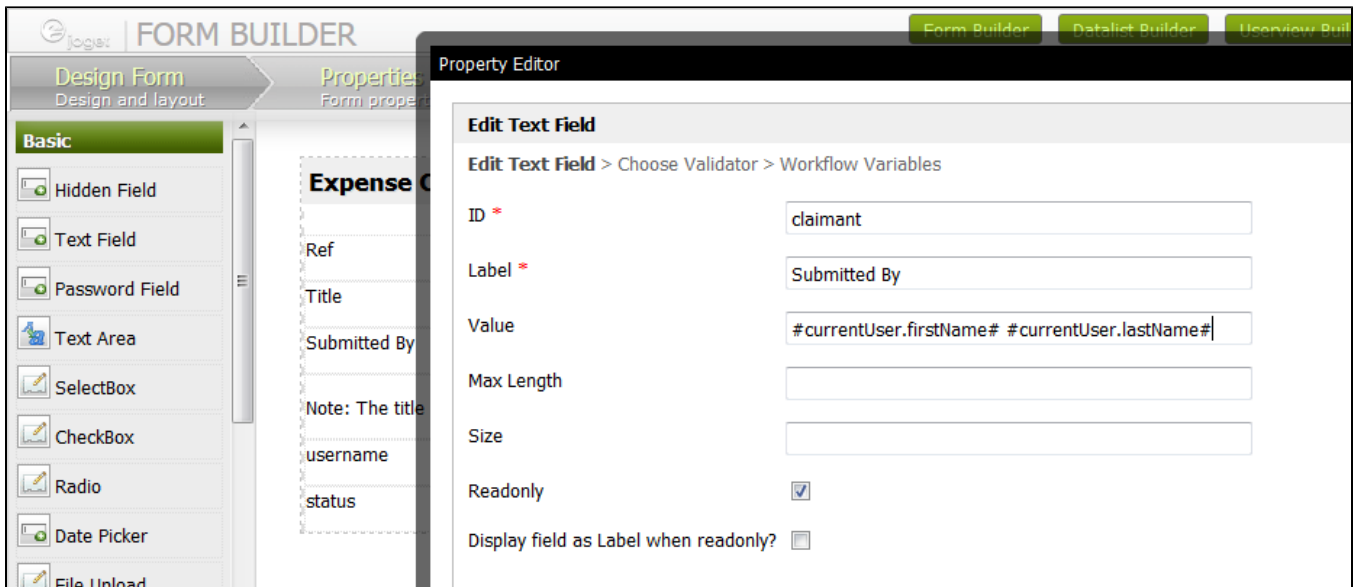 joget FORM BUILDER
Form Builder Datalist Builder Userview Buil
Design Form
Design and layout
Properties
Form propert
Property Editor
Basic
Hidden Field
Text Field
Password Field
Text Area
SelectBox
CheckBox
Radio
Date Picker
File Upload
Expense C
Ref
Title
Submitted By
Note: The title
username
status
Edit Text Field
Edit Text Field > Choose Validator > Workflow Variables
ID * claimant
Label * Submitted By
Value #currentUser.firstName# #currentUser.lastName#
Max Length
Size
Readonly
Display field as Label when readonly?